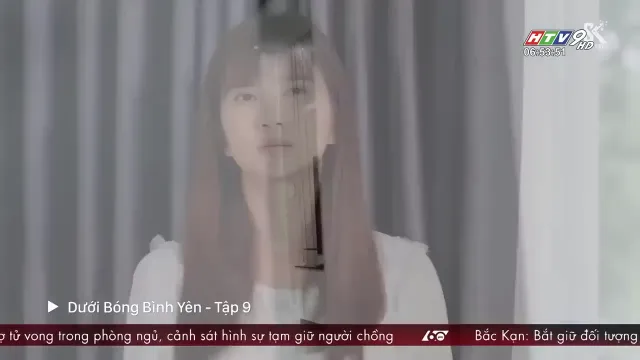 HTV9 HD
06:53:51
Dưới Bóng Bình Yên - Tập 9
tử vong trong phòng ngủ, cảnh sát hình sự tạm giữ người chồng 60 Bắc Kạn: Bắt giữ đối tượng